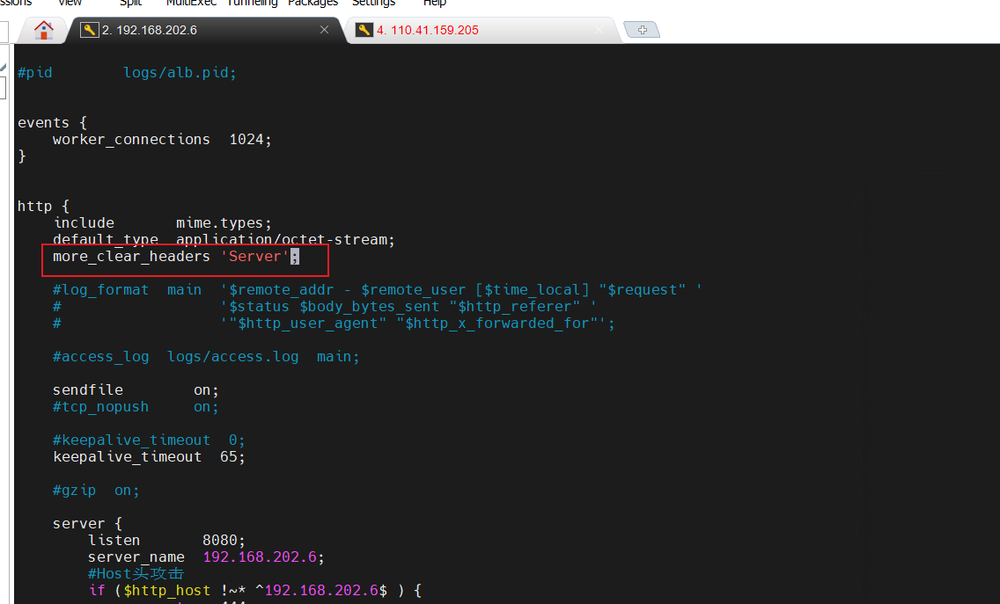 View Split MultiExec Tunneling Packages Settings Help
2. 192.168.202.6
4. 110.41.159.205
#pid        logs/alb.pid;
events {
    worker_connections  1024;
}
http {
    include       mime.types;
    default_type  application/octet-stream;
    more_clear_headers 'Server';
    #log_format  main  '$remote_addr - $remote_user [$time_local] "$request" '
    #                  '$status $body_bytes_sent "$http_referer" '
    #                  '"$http_user_agent" "$http_x_forwarded_for"';
    #access_log  logs/access.log  main;
    sendfile        on;
    #tcp_nopush     on;
    #keepalive_timeout  0;
    keepalive_timeout  65;
    #gzip  on;
    server {
        listen       8080;
        server_name  192.168.202.6;
        #Host头攻击
        if ($http_host !~* ^192.168.202.6$ ) {